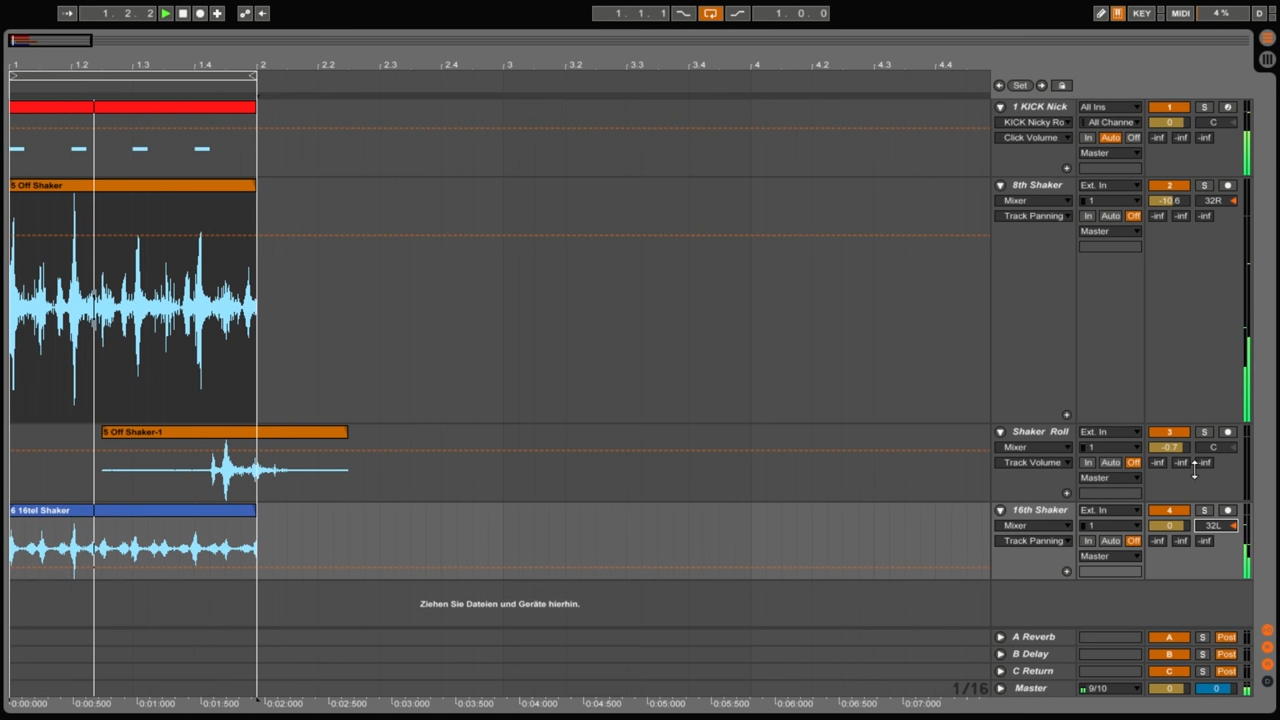 1. 2. 2
1. 1. 1
1. 0. 0
KEY
MIDI
4 %
D
1
1.2
1.3
1.4
2
2.2
2.3
2.4
3
3.2
3.3
3.4
4
4.2
4.3
4.4
Set
1 KICK Nick
All Ins
1
S
KICK Nicky Ro
All Channe
0
C
Click Volume
In
Auto
Off
-inf
-inf
-inf
Master
5 Off Shaker
8th Shaker
Ext. In
2
S
Mixer
1
-10.6
32R
Track Panning
In
Auto
Off
-inf
-inf
-inf
Master
5 Off Shaker-1
Shaker Roll
Ext. In
3
S
Mixer
1
-0.7
C
Track Volume
In
Auto
Off
-inf
-inf
-inf
Master
6 16tel Shaker
16th Shaker
Ext. In
4
S
Mixer
1
0
32L
Track Panning
In
Auto
Off
-inf
-inf
-inf
Master
Ziehen Sie Dateien und Geräte hierhin.
A Reverb
A
S
Post
B Delay
B
S
Post
C Return
C
S
Post
1/16
Master
9/10
0
0
0:00:000
0:00:500
0:01:000
0:01:500
0:02:000
0:02:500
0:03:000
0:03:500
0:04:000
0:04:500
0:05:000
0:05:500
0:06:000
0:06:500
0:07:000